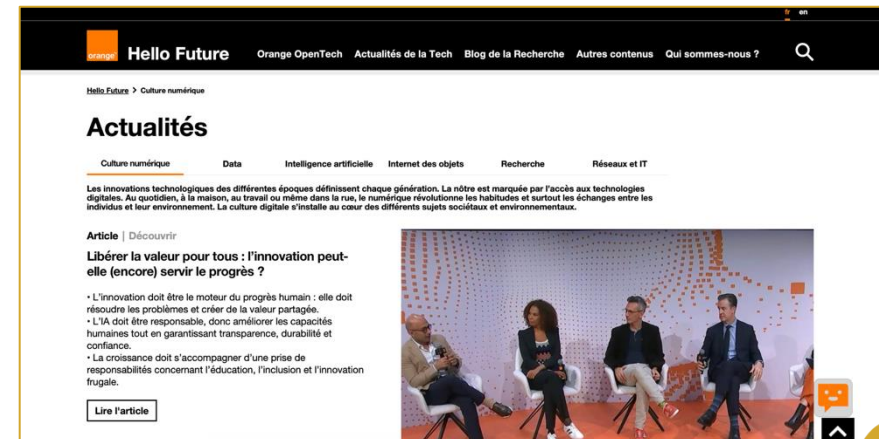 fr en
orange Hello Future Orange OpenTech Actualités de la Tech Blog de la Recherche Autres contenus Qui sommes-nous ?
Hello Future > Culture numérique
Actualités
Culture numérique Data Intelligence artificielle Internet des objets Recherche Réseaux et IT
Les innovations technologiques des différentes époques définissent chaque génération. La nôtre est marquée par l'accès aux technologies
digitales. Au quotidien, à la maison, au travail ou même dans la rue, le numérique révolutionne les habitudes et surtout les échanges entre les
individus et leur environnement. La culture digitale s'installe au cœur des différents sujets sociétaux et environnementaux.
Article | Découvrir
Libérer la valeur pour tous : l'innovation peut-
elle (encore) servir le progrès ?
• L'innovation doit être le moteur du progrès humain : elle doit
résoudre les problèmes et créer de la valeur partagée.
• L'IA doit être responsable, donc améliorer les capacités
humaines tout en garantissant transparence, durabilité et
confiance.
• La croissance doit s'accompagner d'une prise de
responsabilités concernant l'éducation, l'inclusion et l'innovation
frugale.
Lire l'article